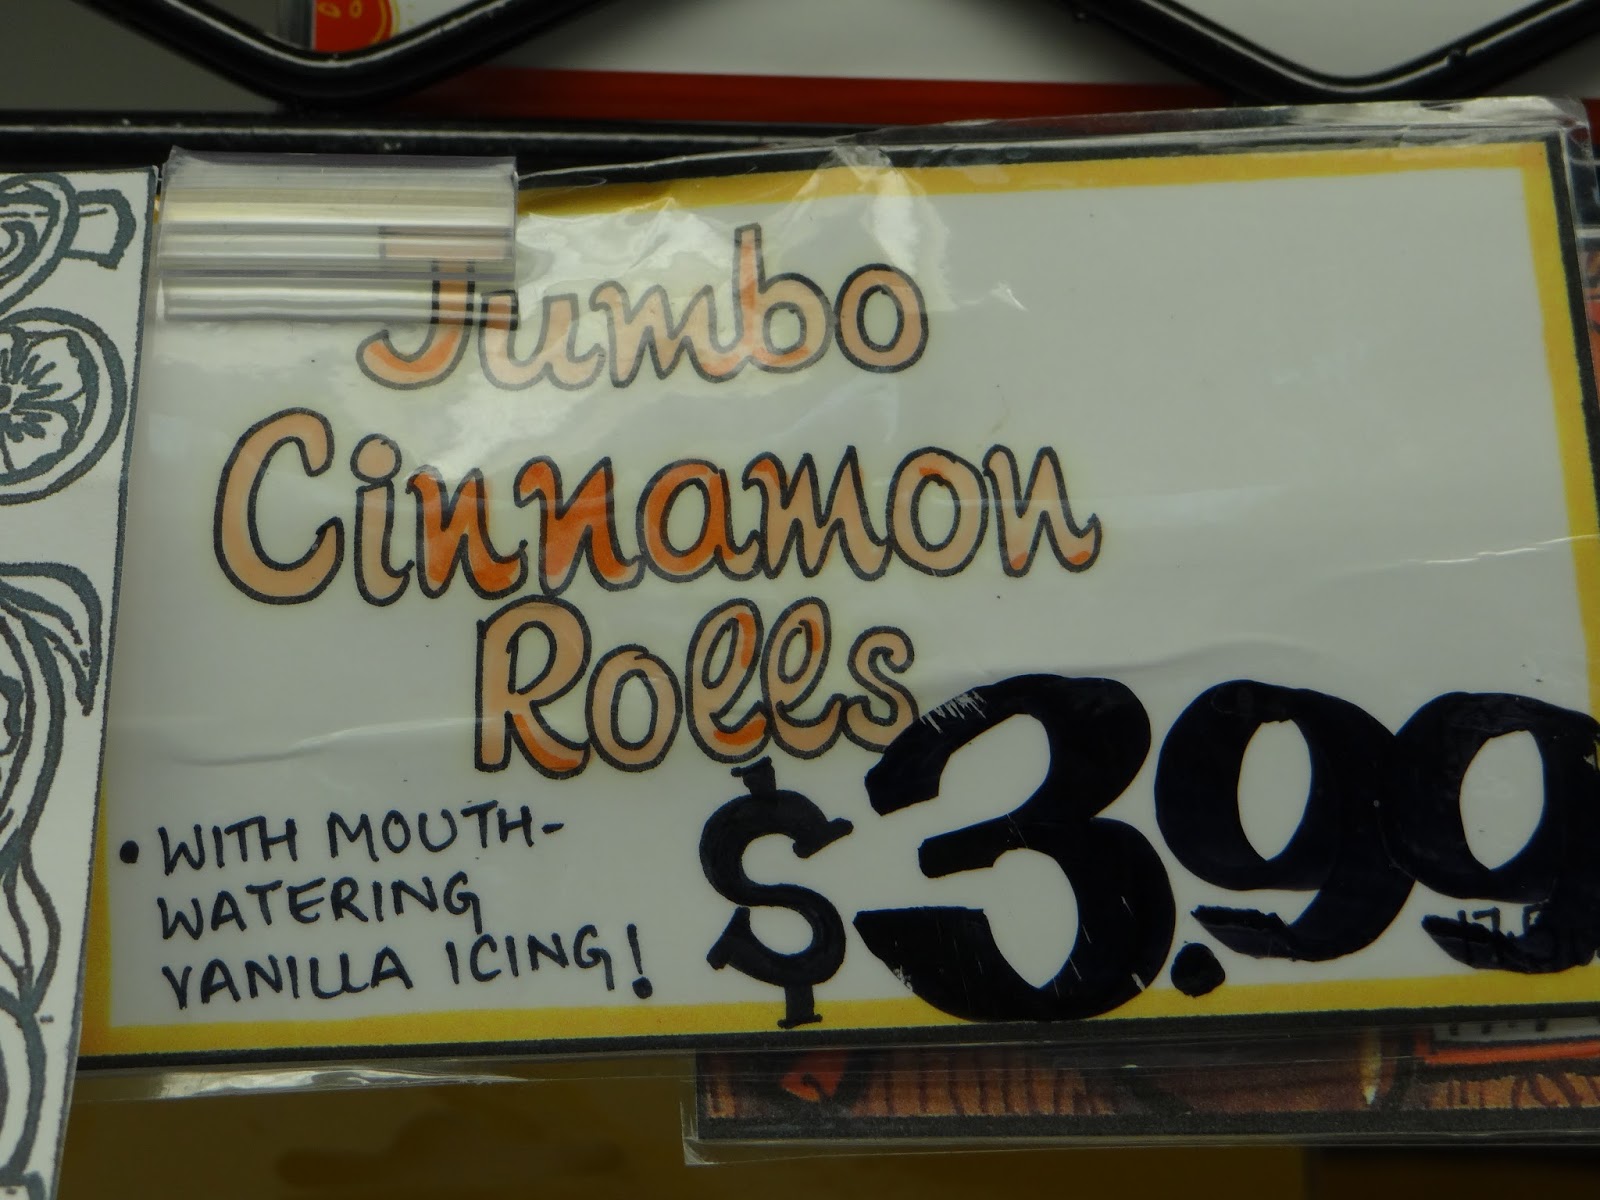 Jumbo
Cinnamon
Rolls
• WITH MOUTH-
WATERING
VANILLA ICING!
$3.99